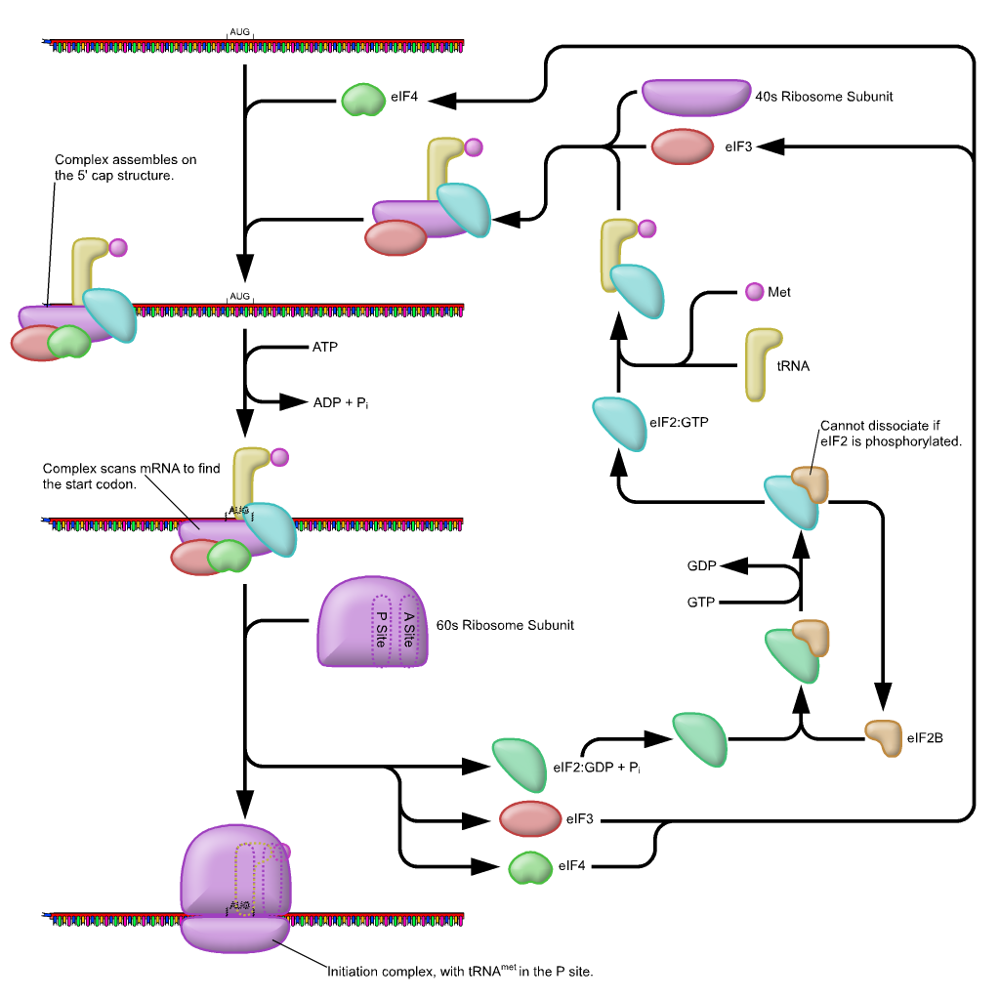 AUG
eIF4
40s Ribosome Subunit
eIF3
Complex assembles on
the 5' cap structure.
AUG
Met
ATP
tRNA
ADP + Pi
eIF2:GTP
Cannot dissociate if
eIF2 is phosphorylated.
Complex scans mRNA to find
the start codon.
AUG
GDP
GTP
P Site
A Site
60s Ribosome Subunit
eIF2B
eIF2:GDP + Pi
eIF3
eIF4
AUG
Initiation complex, with tRNAmet in the P site.